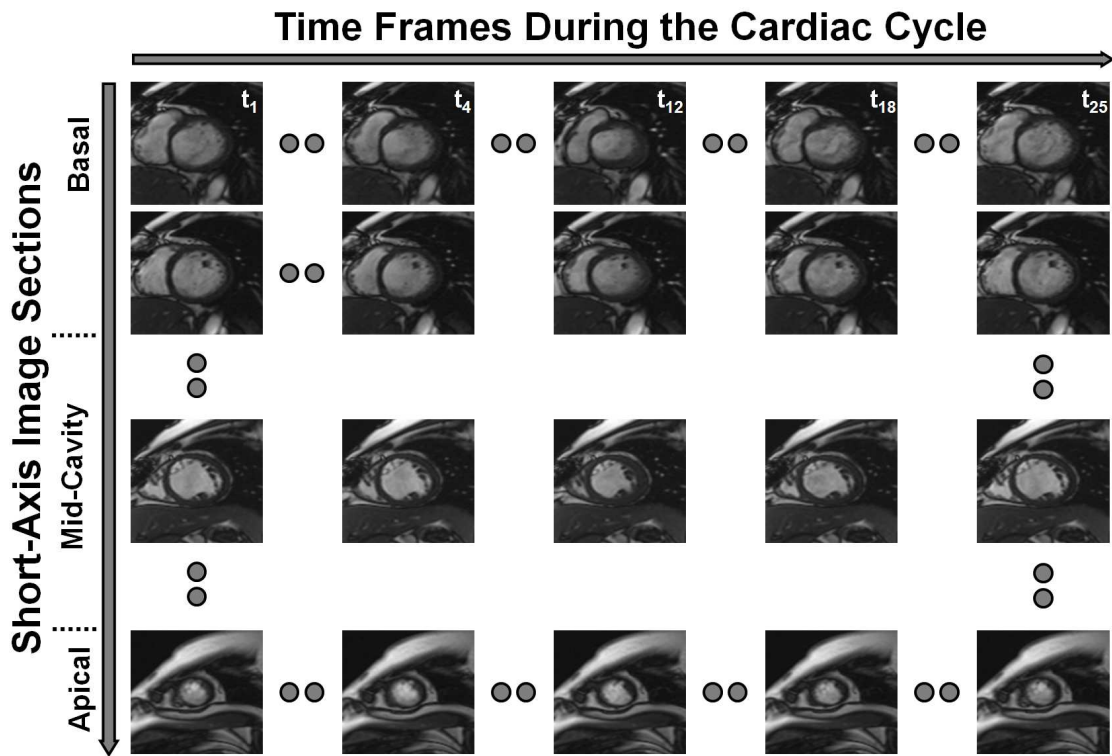 Time Frames During the Cardiac Cycle
t1
t4
t12
t18
t25
Short-Axis Image Sections
Basal
Mid-Cavity
Apical